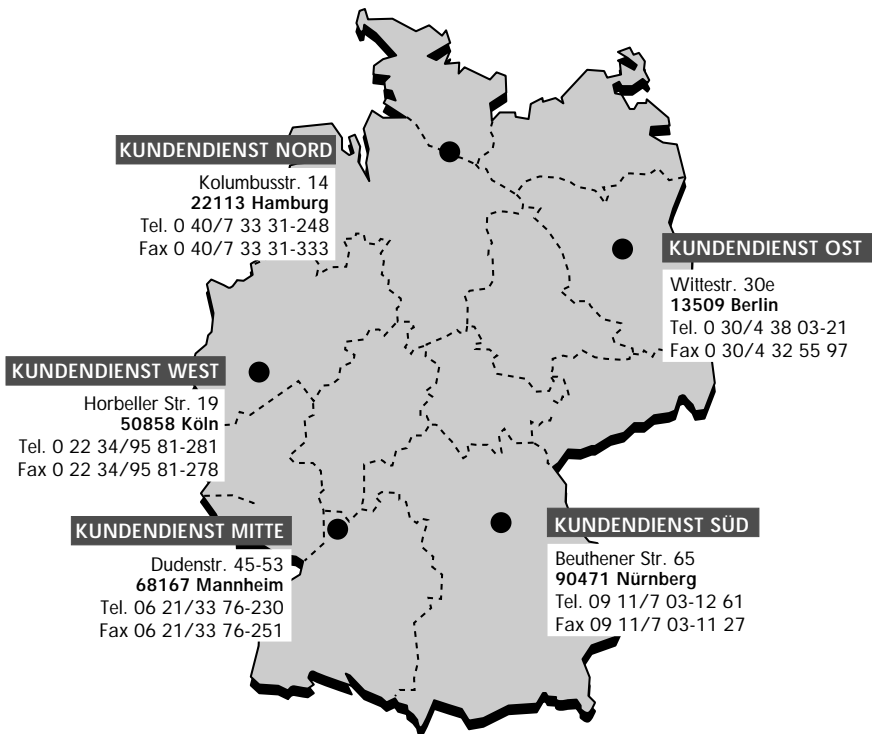 KUNDENDIENST NORD
Kolumbusstr. 14
22113 Hamburg
Tel. 0 40/7 33 31-248
Fax 0 40/7 33 31-333
KUNDENDIENST OST
Wittestr. 30e
13509 Berlin
Tel. 0 30/4 38 03-21
Fax 0 30/4 32 55 97
KUNDENDIENST WEST
Horbeller Str. 19
50858 Köln
Tel. 0 22 34/95 81-281
Fax 0 22 34/95 81-278
KUNDENDIENST MITTE
Dudenstr. 45-53
68167 Mannheim
Tel. 06 21/33 76-230
Fax 06 21/33 76-251
KUNDENDIENST SÜD
Beuthener Str. 65
90471 Nürnberg
Tel. 09 11/7 03-12 61
Fax 09 11/7 03-11 27